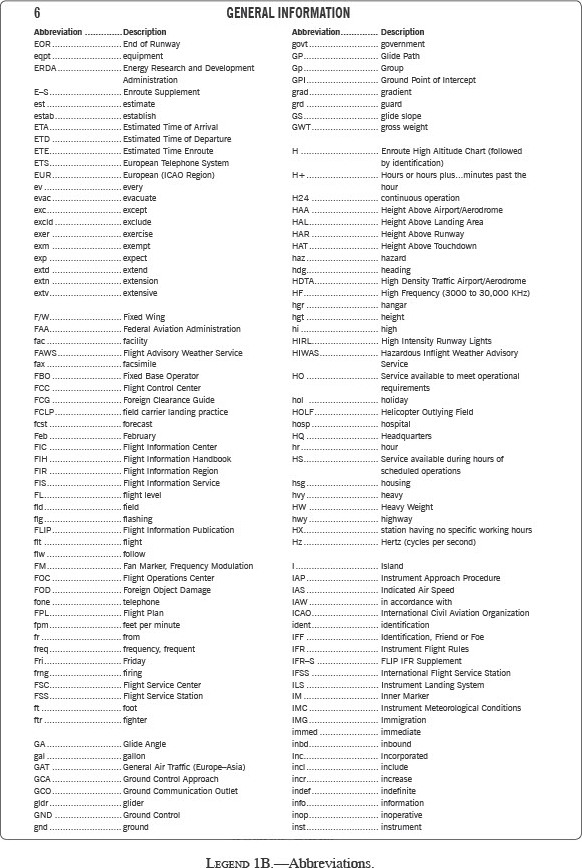 6
GENERAL INFORMATION
Abbreviation ..............Description
EOR ........................... End of Runway
eqpt ........................... equipment
ERDA ......................... Energy Research and Development
Administration
E–S ............................ Enroute Supplement
est ............................. estimate
estab .......................... establish
ETA ............................ Estimated Time of Arrival
ETD ............................ Estimated Time of Departure
ETE ............................ Estimated Time Enroute
ETS ............................ European Telephone System
EUR ........................... European (ICAO Region)
ev .............................. every
evac ........................... evacuate
exc ............................. except
excld .......................... exclude
exer ........................... exercise
exm ............................ exempt
exp ............................ expect
extd ........................... extend
extn ........................... extension
extv ............................ extensive
F/W ............................ Fixed Wing
FAA ............................ Federal Aviation Administration
fac ............................. facility
FAWS ......................... Flight Advisory Weather Service
fax ............................. facsimile
FBO ........................... Fixed Base Operator
FCC ........................... Flight Control Center
FCG ........................... Foreign Clearance Guide
FCLP .......................... field carrier landing practice
fcst ............................ forecast
Feb ............................ February
FIC ............................. Flight Information Center
FIH ............................. Flight Information Handbook
FIR ............................. Flight Information Region
FIS ............................. Flight Information Service
FL .............................. flight level
fld .............................. field
flg .............................. flashing
FLIP ........................... Flight Information Publication
flt ............................... flight
flw ............................. follow
FM ............................. Fan Marker, Frequency Modulation
FOC ........................... Flight Operations Center
FOD ........................... Foreign Object Damage
fone ........................... telephone
FPL ............................ Flight Plan
fpm ............................ feet per minute
fr ............................... from
freq ............................ frequency, frequent
Fri .............................. Friday
frng ............................ firing
FSC ............................ Flight Service Center
FSS ............................ Flight Service Station
ft ............................... foot
ftr .............................. fighter
GA ............................. Glide Angle
gal ............................. gallon
GAT ........................... General Air Traffic (Europe–Asia)
GCA ........................... Ground Control Approach
GCO ........................... Ground Communication Outlet
gldr ............................ glider
GND .......................... Ground Control
gnd ............................ ground
Abbreviation ............. Description
govt ........................... government
GP ............................. Glide Path
Gp ............................. Group
GPI ............................ Ground Point of Intercept
grad ........................... gradient
grd ............................. guard
GS ............................. glide slope
GWT .......................... gross weight
H ............................... Enroute High Altitude Chart (followed
by identification)
H+ ............................. Hours or hours plus...minutes past the
hour
H24 ........................... continuous operation
HAA ........................... Height Above Airport/Aerodrome
HAL ........................... Height Above Landing Area
HAR ........................... Height Above Runway
HAT ........................... Height Above Touchdown
haz ............................ hazard
hdg ............................ heading
HDTA ......................... High Density Traffic Airport/Aerodrome
HF ............................. High Frequency (3000 to 30,000 KHz)
hgr ............................. hangar
hgt ............................. height
hi ............................... high
HIRL .......................... High Intensity Runway Lights
HIWAS ....................... Hazardous Inflight Weather Advisory
Service
HO ............................. Service available to meet operational
requirements
hol ............................. holiday
HOLF ......................... Helicopter Outlying Field
hosp .......................... hospital
HQ ............................. Headquarters
hr ............................... hour
HS ............................. Service available during hours of
scheduled operations
hsg ............................ housing
hvy ............................ heavy
HW ............................ Heavy Weight
hwy ............................ highway
HX ............................. station having no specific working hours
Hz .............................. Hertz (cycles per second)
I ................................. Island
IAP ............................ Instrument Approach Procedure
IAS ............................ Indicated Air Speed
IAW ........................... in accordance with
ICAO .......................... International Civil Aviation Organization
ident .......................... identification
IFF ............................. Identification, Friend or Foe
IFR ............................ Instrument Flight Rules
IFR–S ........................ FLIP IFR Supplement
IFSS .......................... International Flight Service Station
ILS ............................. Instrument Landing System
IM .............................. Inner Marker
IMC ........................... Instrument Meteorological Conditions
IMG ........................... Immigration
immed ....................... immediate
inbd ........................... inbound
Inc. ............................ Incorporated
incl ............................ include
incr ............................ increase
indef .......................... indefinite
info ............................ information
inop ........................... inoperative
inst ............................ instrument
LEGEND 1B.—Abbreviations.